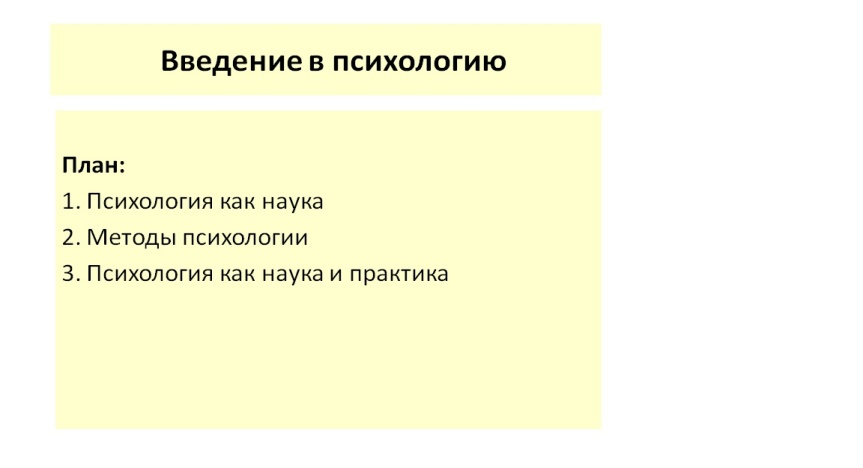 Введение в психологию
План:
1. Психология как наука
2. Методы психологии
3. Психология как наука и практика